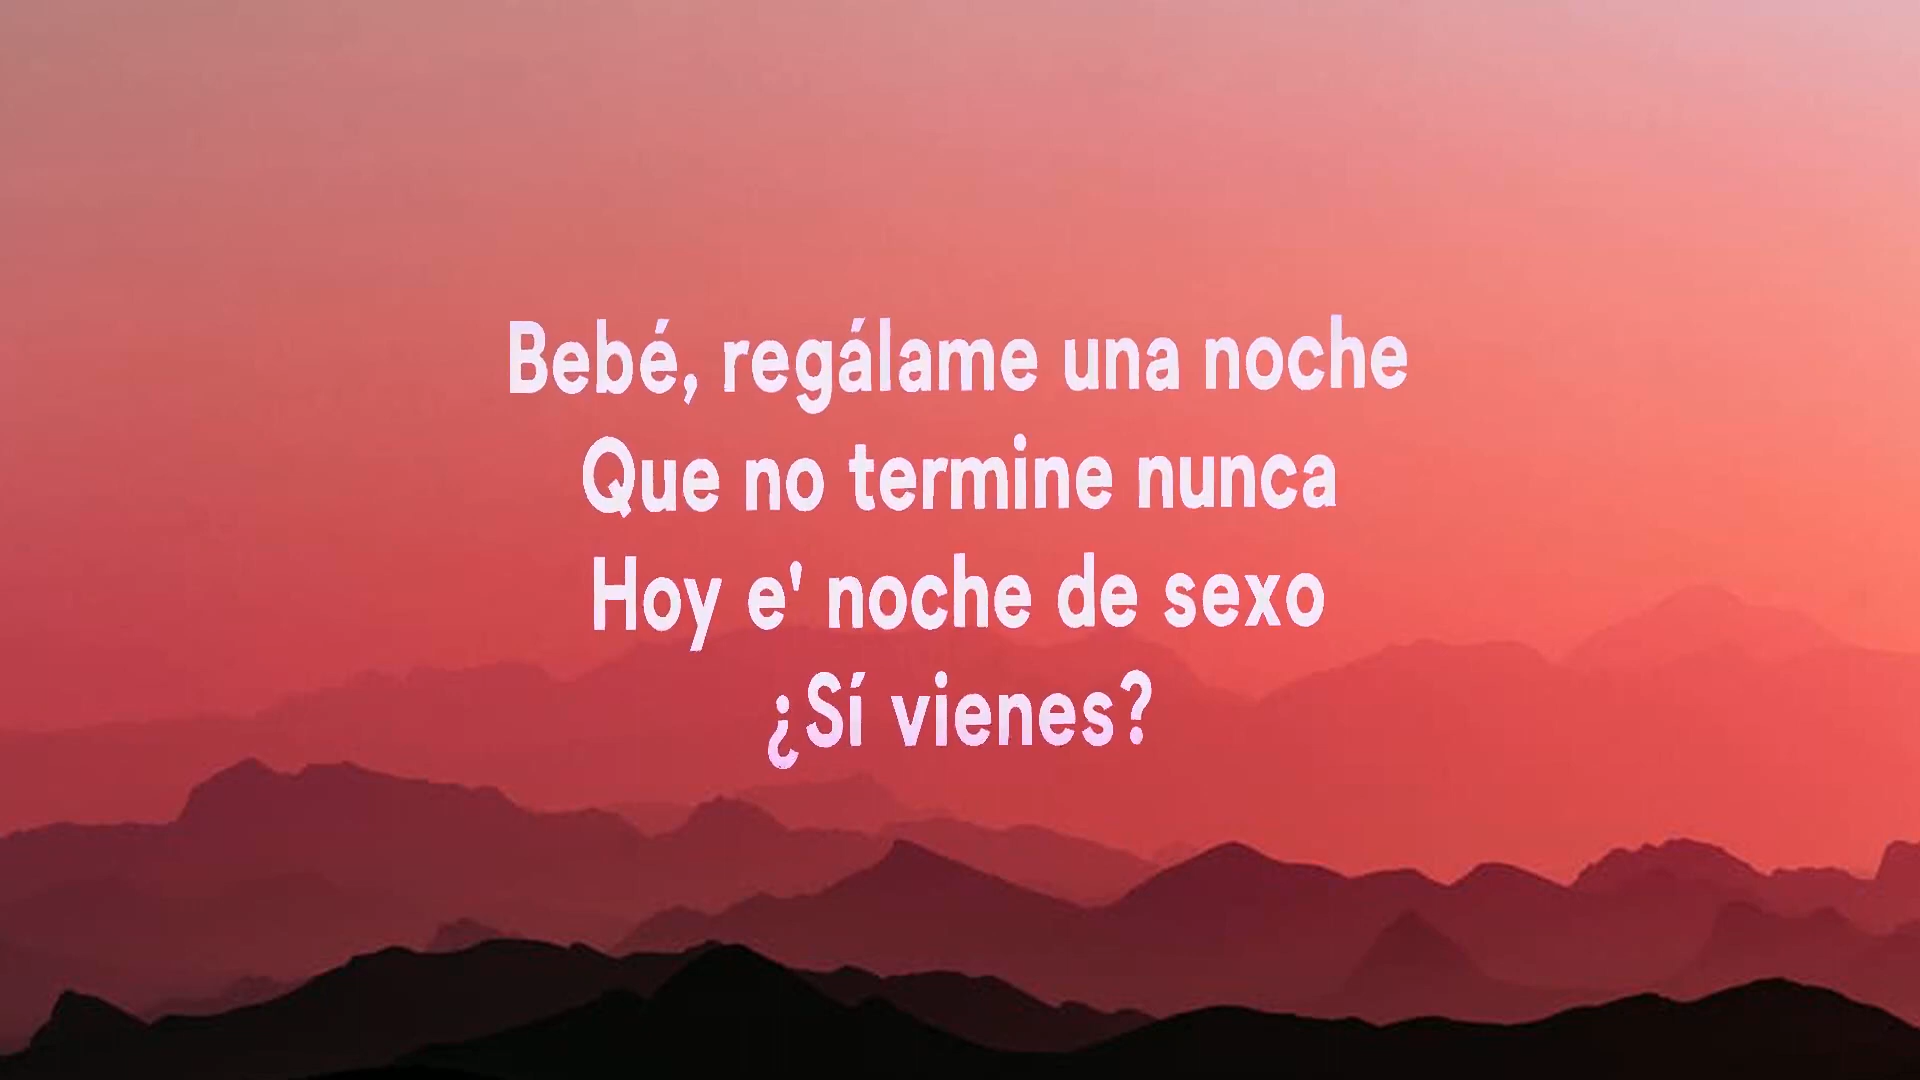 Bebé, regálame una noche
Que no termine nunca
Hoy e' noche de sexo
¿Sí vienes?